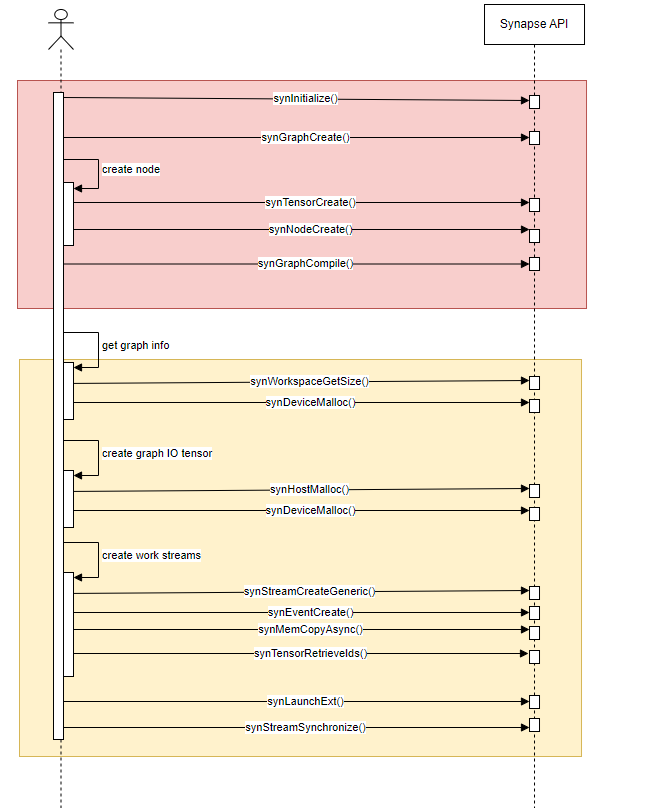 Synapse API
synInitialize()
synGraphCreate()
create node
synTensorCreate()
synNodeCreate()
synGraphCompile()
get graph info
synWorkspaceGetSize()
synDeviceMalloc()
create graph IO tensor
synHostMalloc()
synDeviceMalloc()
create work streams
synStreamCreateGeneric()
synEventCreate()
synMemCopyAsync()
synTensorRetrieveIds()
synLaunchExt()
synStreamSynchronize()